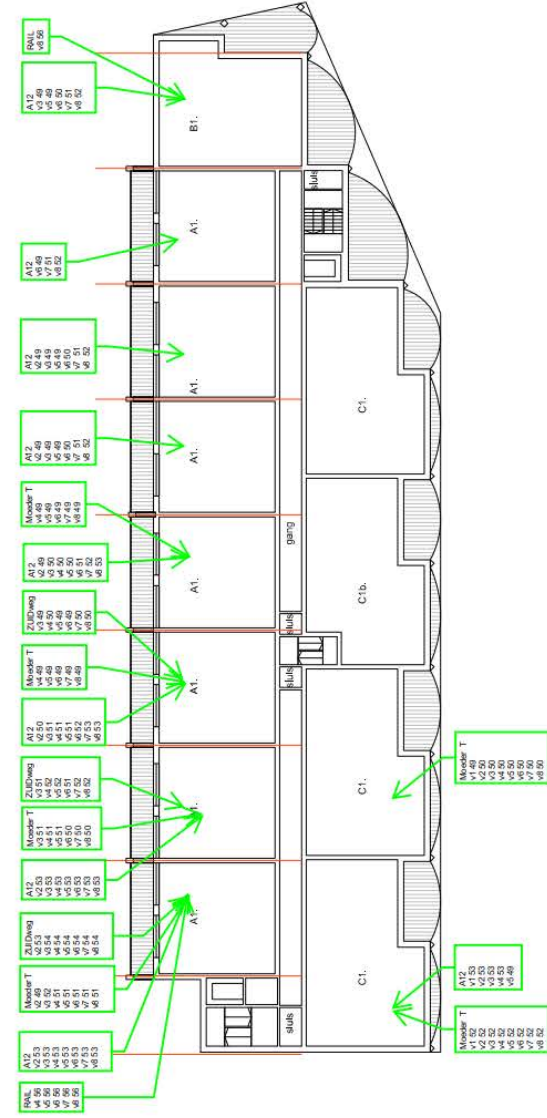 RAIL
v4 56
v5 56
v6 56
v7 56
v8 56
A12
v2 53
v3 53
v4 53
v5 53
v6 53
v7 53
v8 53
Moeder T
v2 49
v3 52
v4 51
v5 51
v6 51
v7 51
v8 51
ZUIDweg
v2 53
v3 54
v4 54
v5 54
v6 54
v7 54
v8 54
A12
v2 53
v3 53
v4 53
v5 53
v6 53
v7 53
v8 53
Moeder T
v3 51
v4 51
v5 51
v6 50
v7 50
v8 50
ZUIDweg
v3 51
v4 52
v5 52
v6 51
v7 52
v8 52
A12
v2 50
v3 51
v4 51
v5 51
v6 52
v7 53
v8 53
Moeder T
v4 49
v5 49
v6 49
v7 49
v8 49
ZUIDweg
v3 49
v4 50
v5 49
v6 49
v7 50
v8 50
A12
v2 49
v3 50
v4 50
v5 50
v6 51
v7 52
v8 53
Moeder T
v4 49
v5 49
v6 49
v7 49
v8 49
A12
v2 49
v3 49
v5 49
v6 50
v7 51
v8 52
A12
v2 49
v3 49
v5 49
v6 50
v7 51
v8 52
A12
v6 49
v7 51
v8 52
A12
v3 49
v5 49
v6 50
v7 51
v8 52
RAIL
v8 56
A1.
A1.
A1.
A1.
A1.
A1.
A1.
B1.
sluis
sluis
sluis
gang
sluis
C1.
C1.
C1b.
C1.
Moeder T
v1 52
v2 52
v3 52
v4 52
v5 52
v6 52
v7 52
v8 52
A12
v1 53
v2 53
v3 53
v4 53
v5 49
Moeder T
v1 49
v2 50
v3 50
v4 50
v5 50
v6 50
v7 50
v8 50